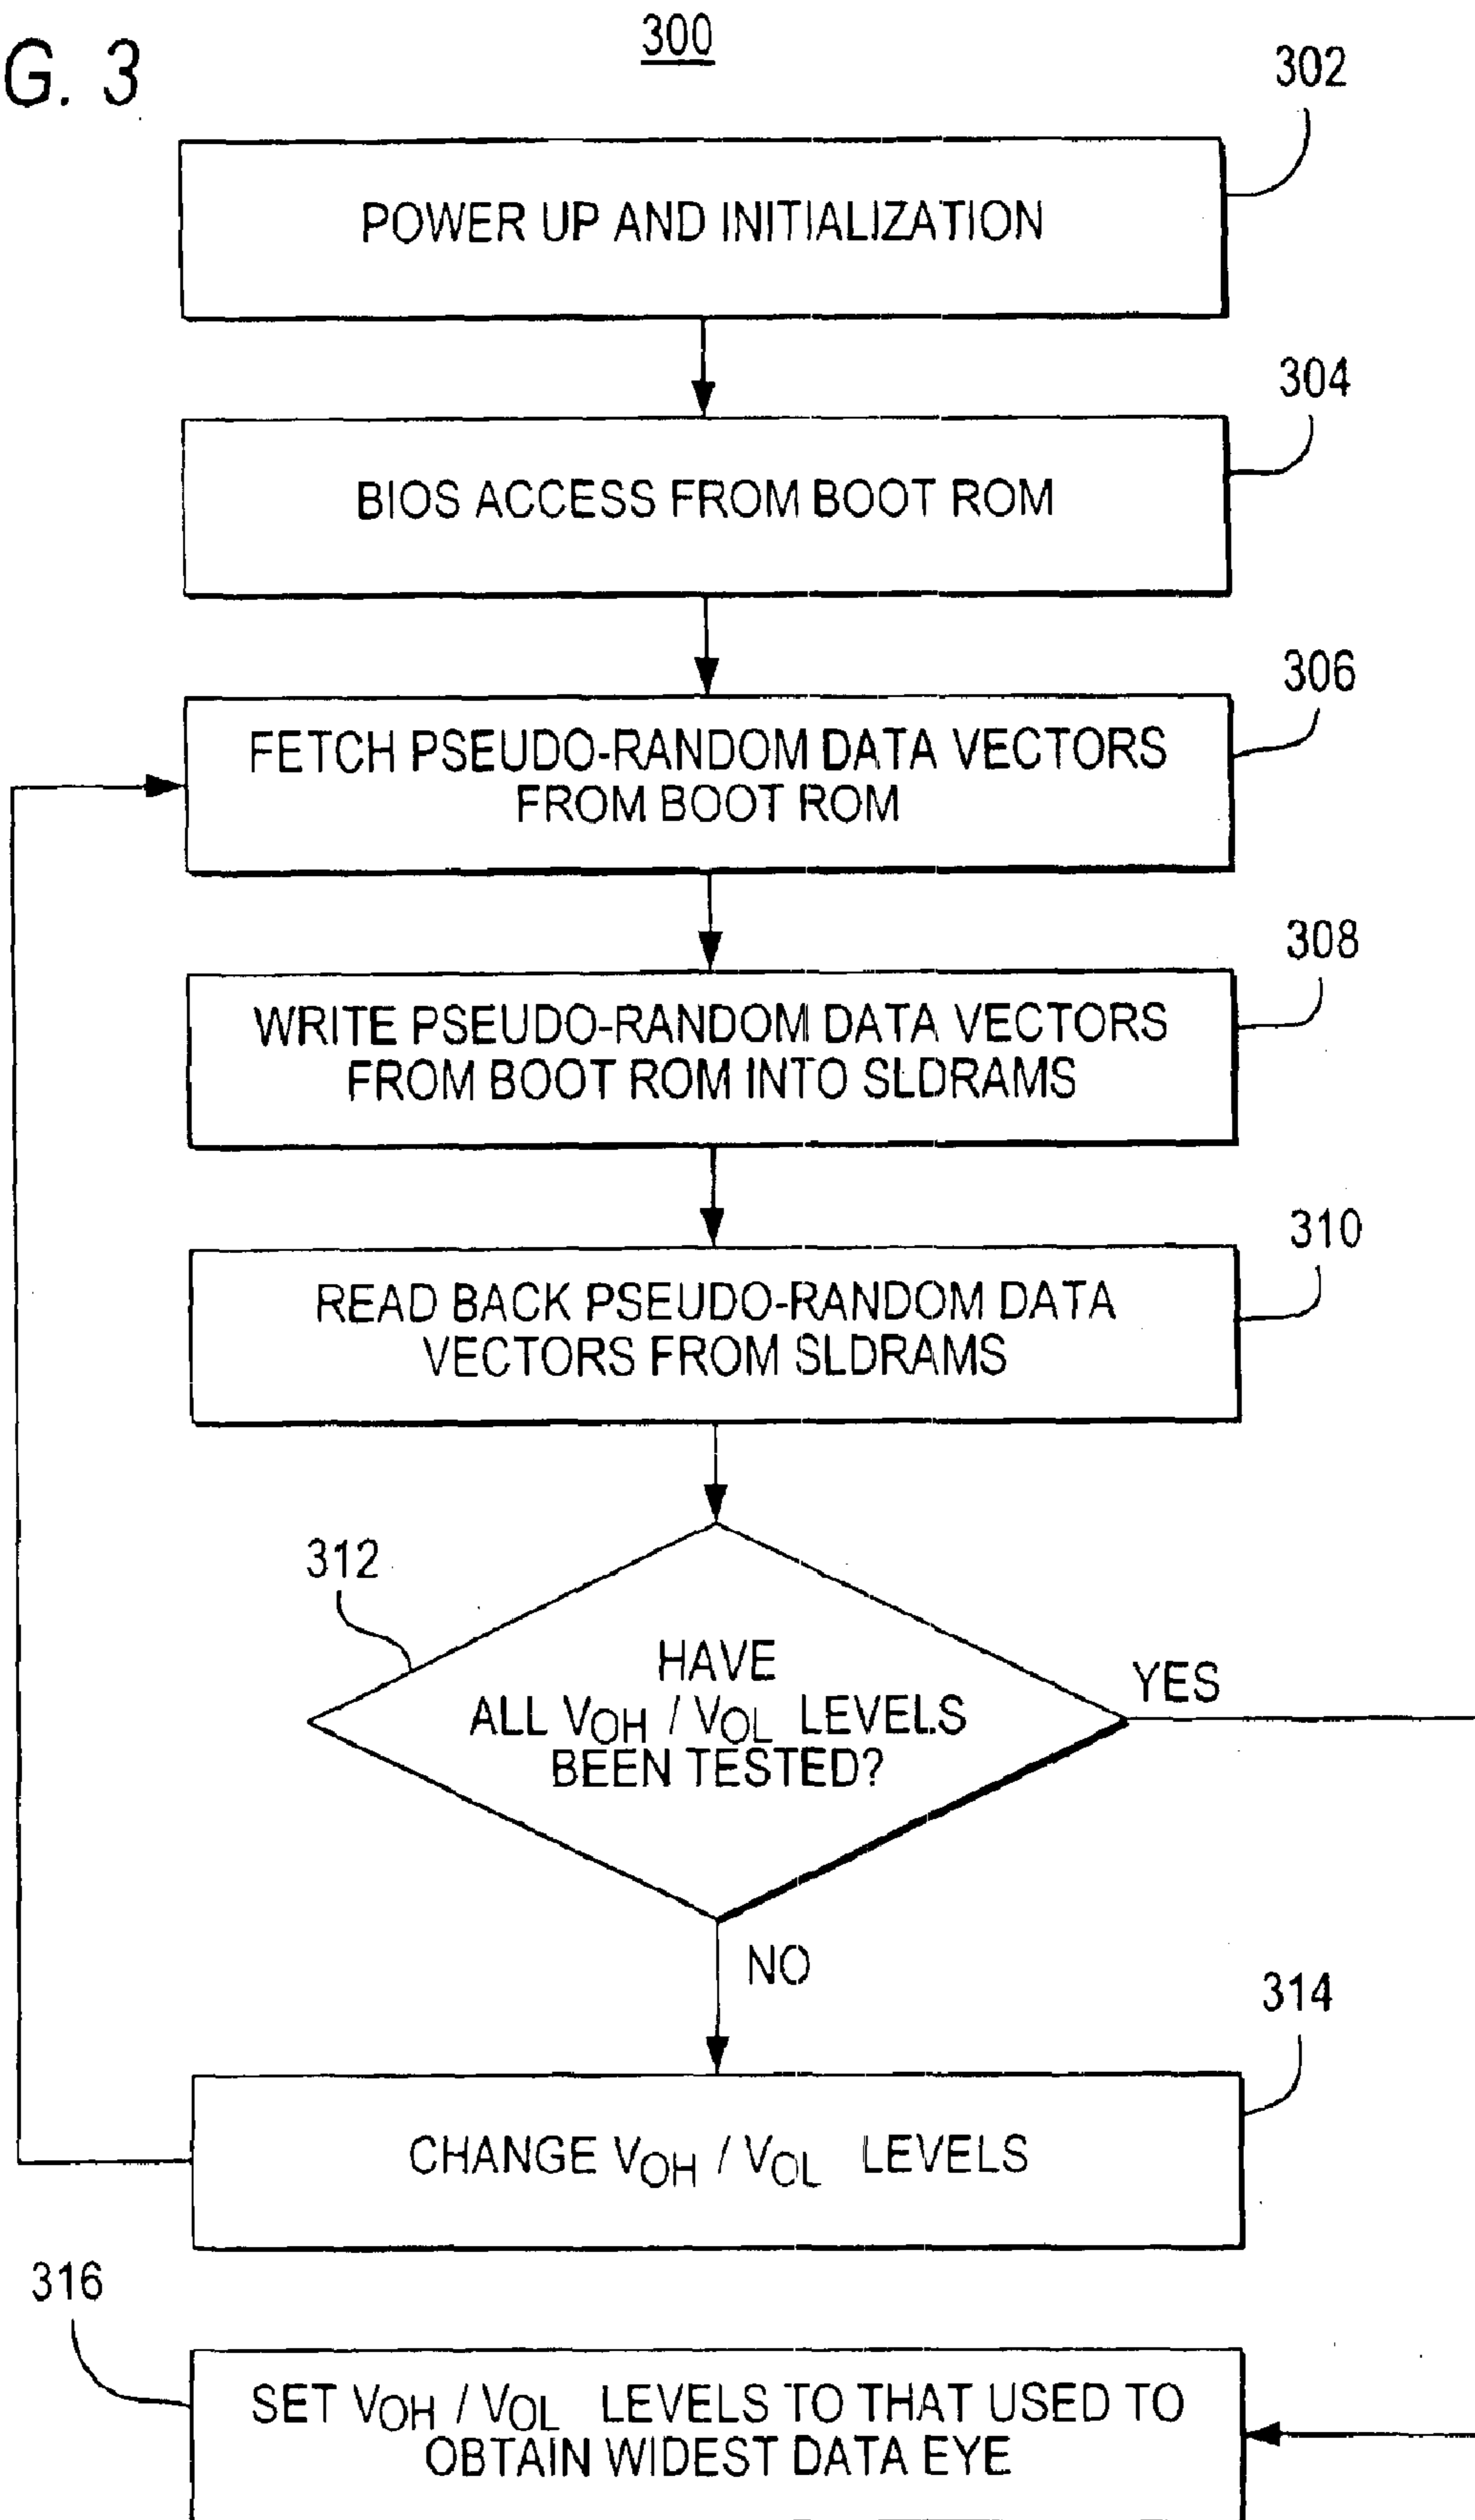 G. 3
300
302
POWER UP AND INITIALIZATION
304
BIOS ACCESS FROM BOOT ROM
306
FETCH PSEUDO-RANDOM DATA VECTORS
FROM BOOT ROM
308
WRITE PSEUDO-RANDOM DATA VECTORS
FROM BOOT ROM INTO SLDRAMS
310
READ BACK PSEUDO-RANDOM DATA
VECTORS FROM SLDRAMS
312
HAVE
ALL VOH / VOL LEVELS
BEEN TESTED?
YES
NO
314
CHANGE VOH / VOL LEVELS
316
SET VOH / VOL LEVELS TO THAT USED TO
OBTAIN WIDEST DATA EYE